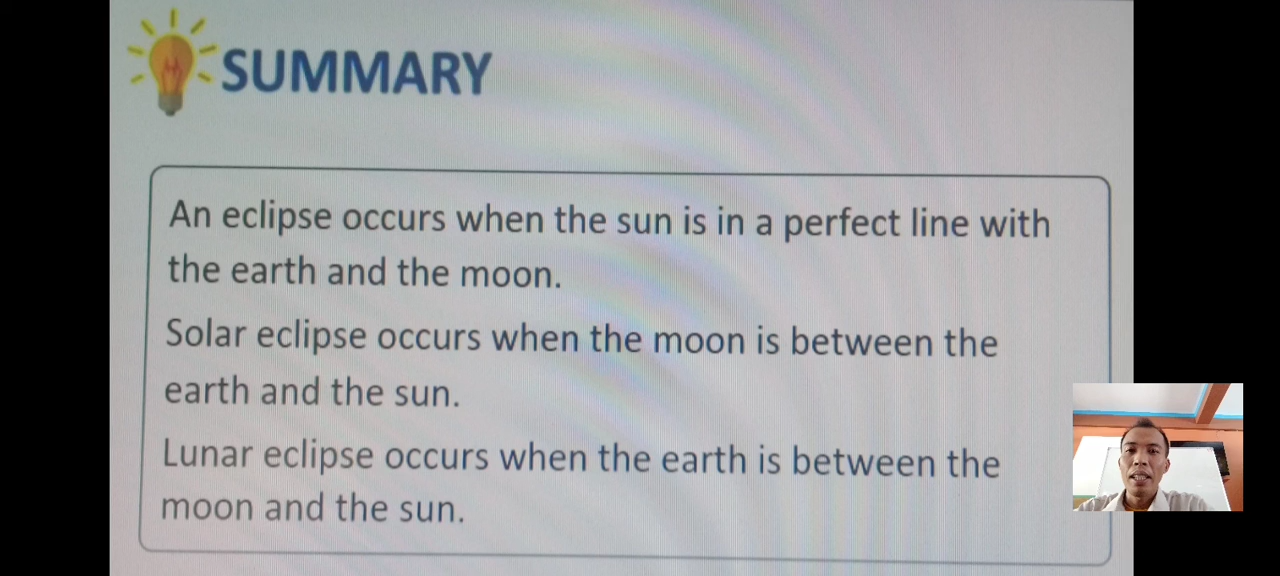 SUMMARY
An eclipse occurs when the sun is in a perfect line with
the earth and the moon.
Solar eclipse occurs when the moon is between the
earth and the sun.
Lunar eclipse occurs when the earth is between the
moon and the sun.